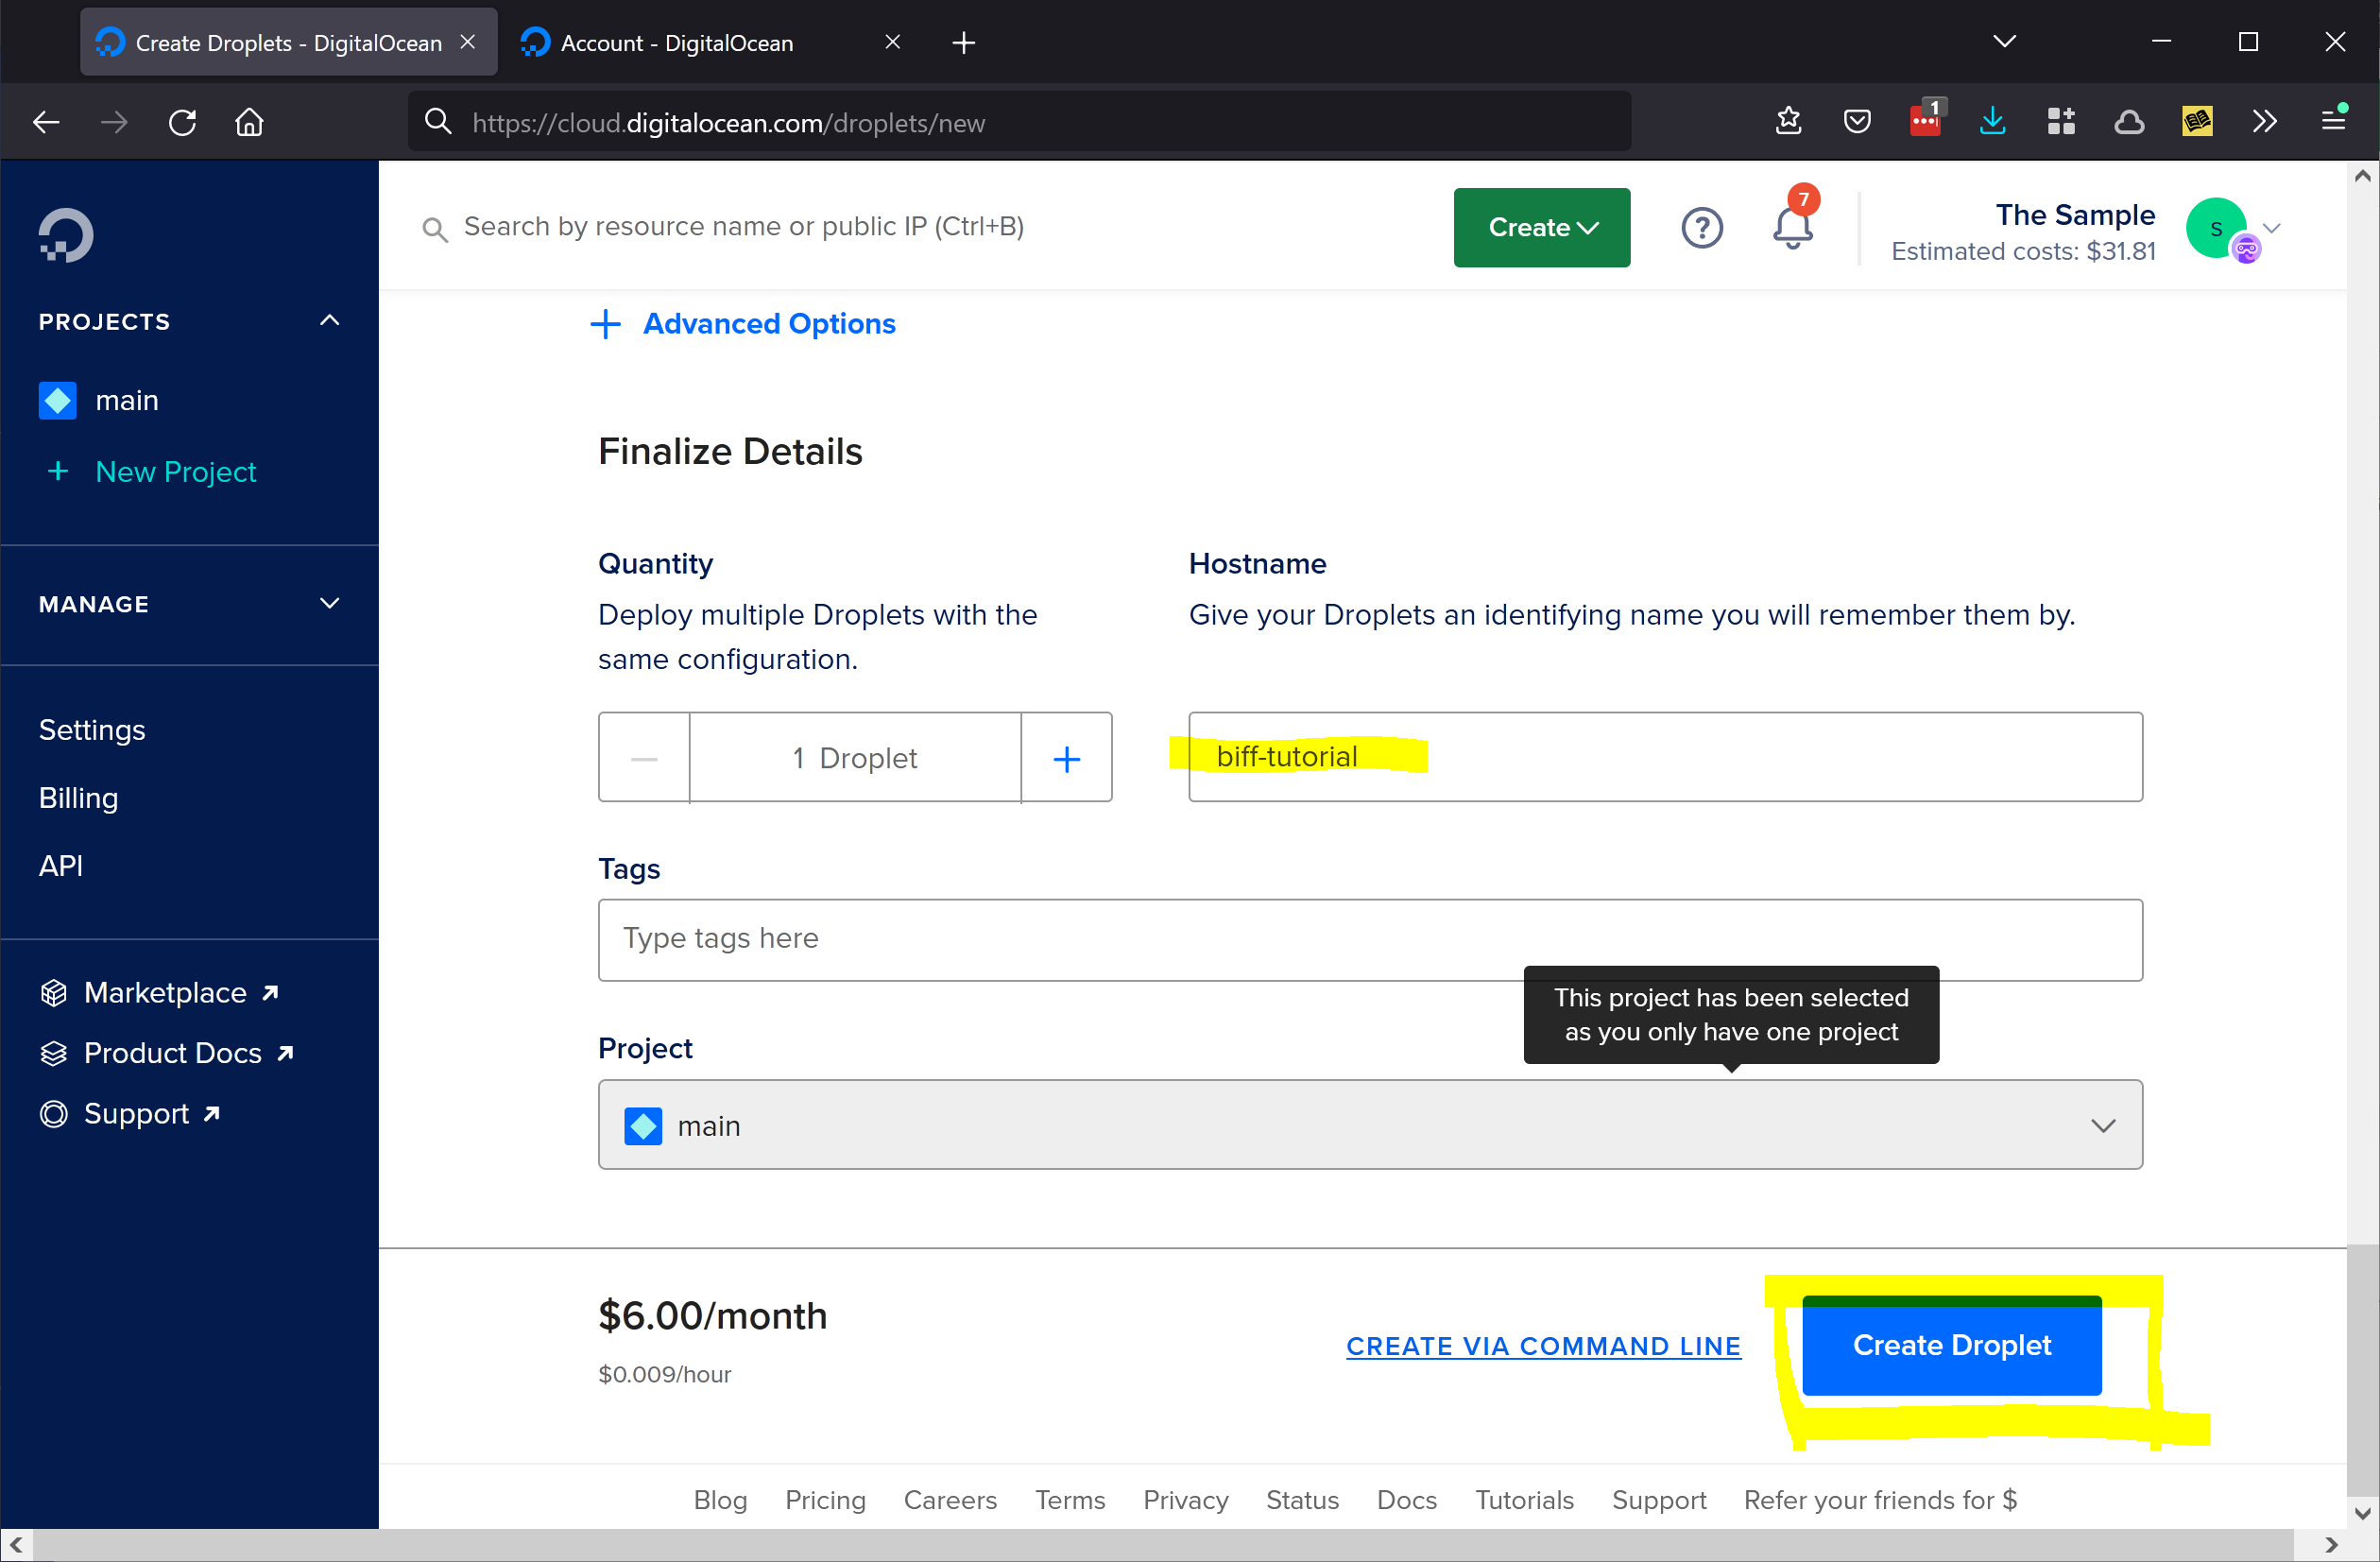 Create Droplets - DigitalOcean
Account - DigitalOcean
https://cloud.digitalocean.com/droplets/new
1
Search by resource name or public IP (Ctrl+B)
Create
?
7
The Sample
Estimated costs: $31.81
S
PROJECTS
main
+ New Project
MANAGE
Settings
Billing
API
Marketplace
Product Docs
Support
+ Advanced Options
Finalize Details
Quantity
Deploy multiple Droplets with the
same configuration.
1 Droplet
Hostname
Give your Droplets an identifying name you will remember them by.
biff-tutorial
Tags
Type tags here
This project has been selected
as you only have one project
Project
main
$6.00/month
$0.009/hour
CREATE VIA COMMAND LINE
Create Droplet
Blog Pricing Careers Terms Privacy Status Docs Tutorials Support Refer your friends for $